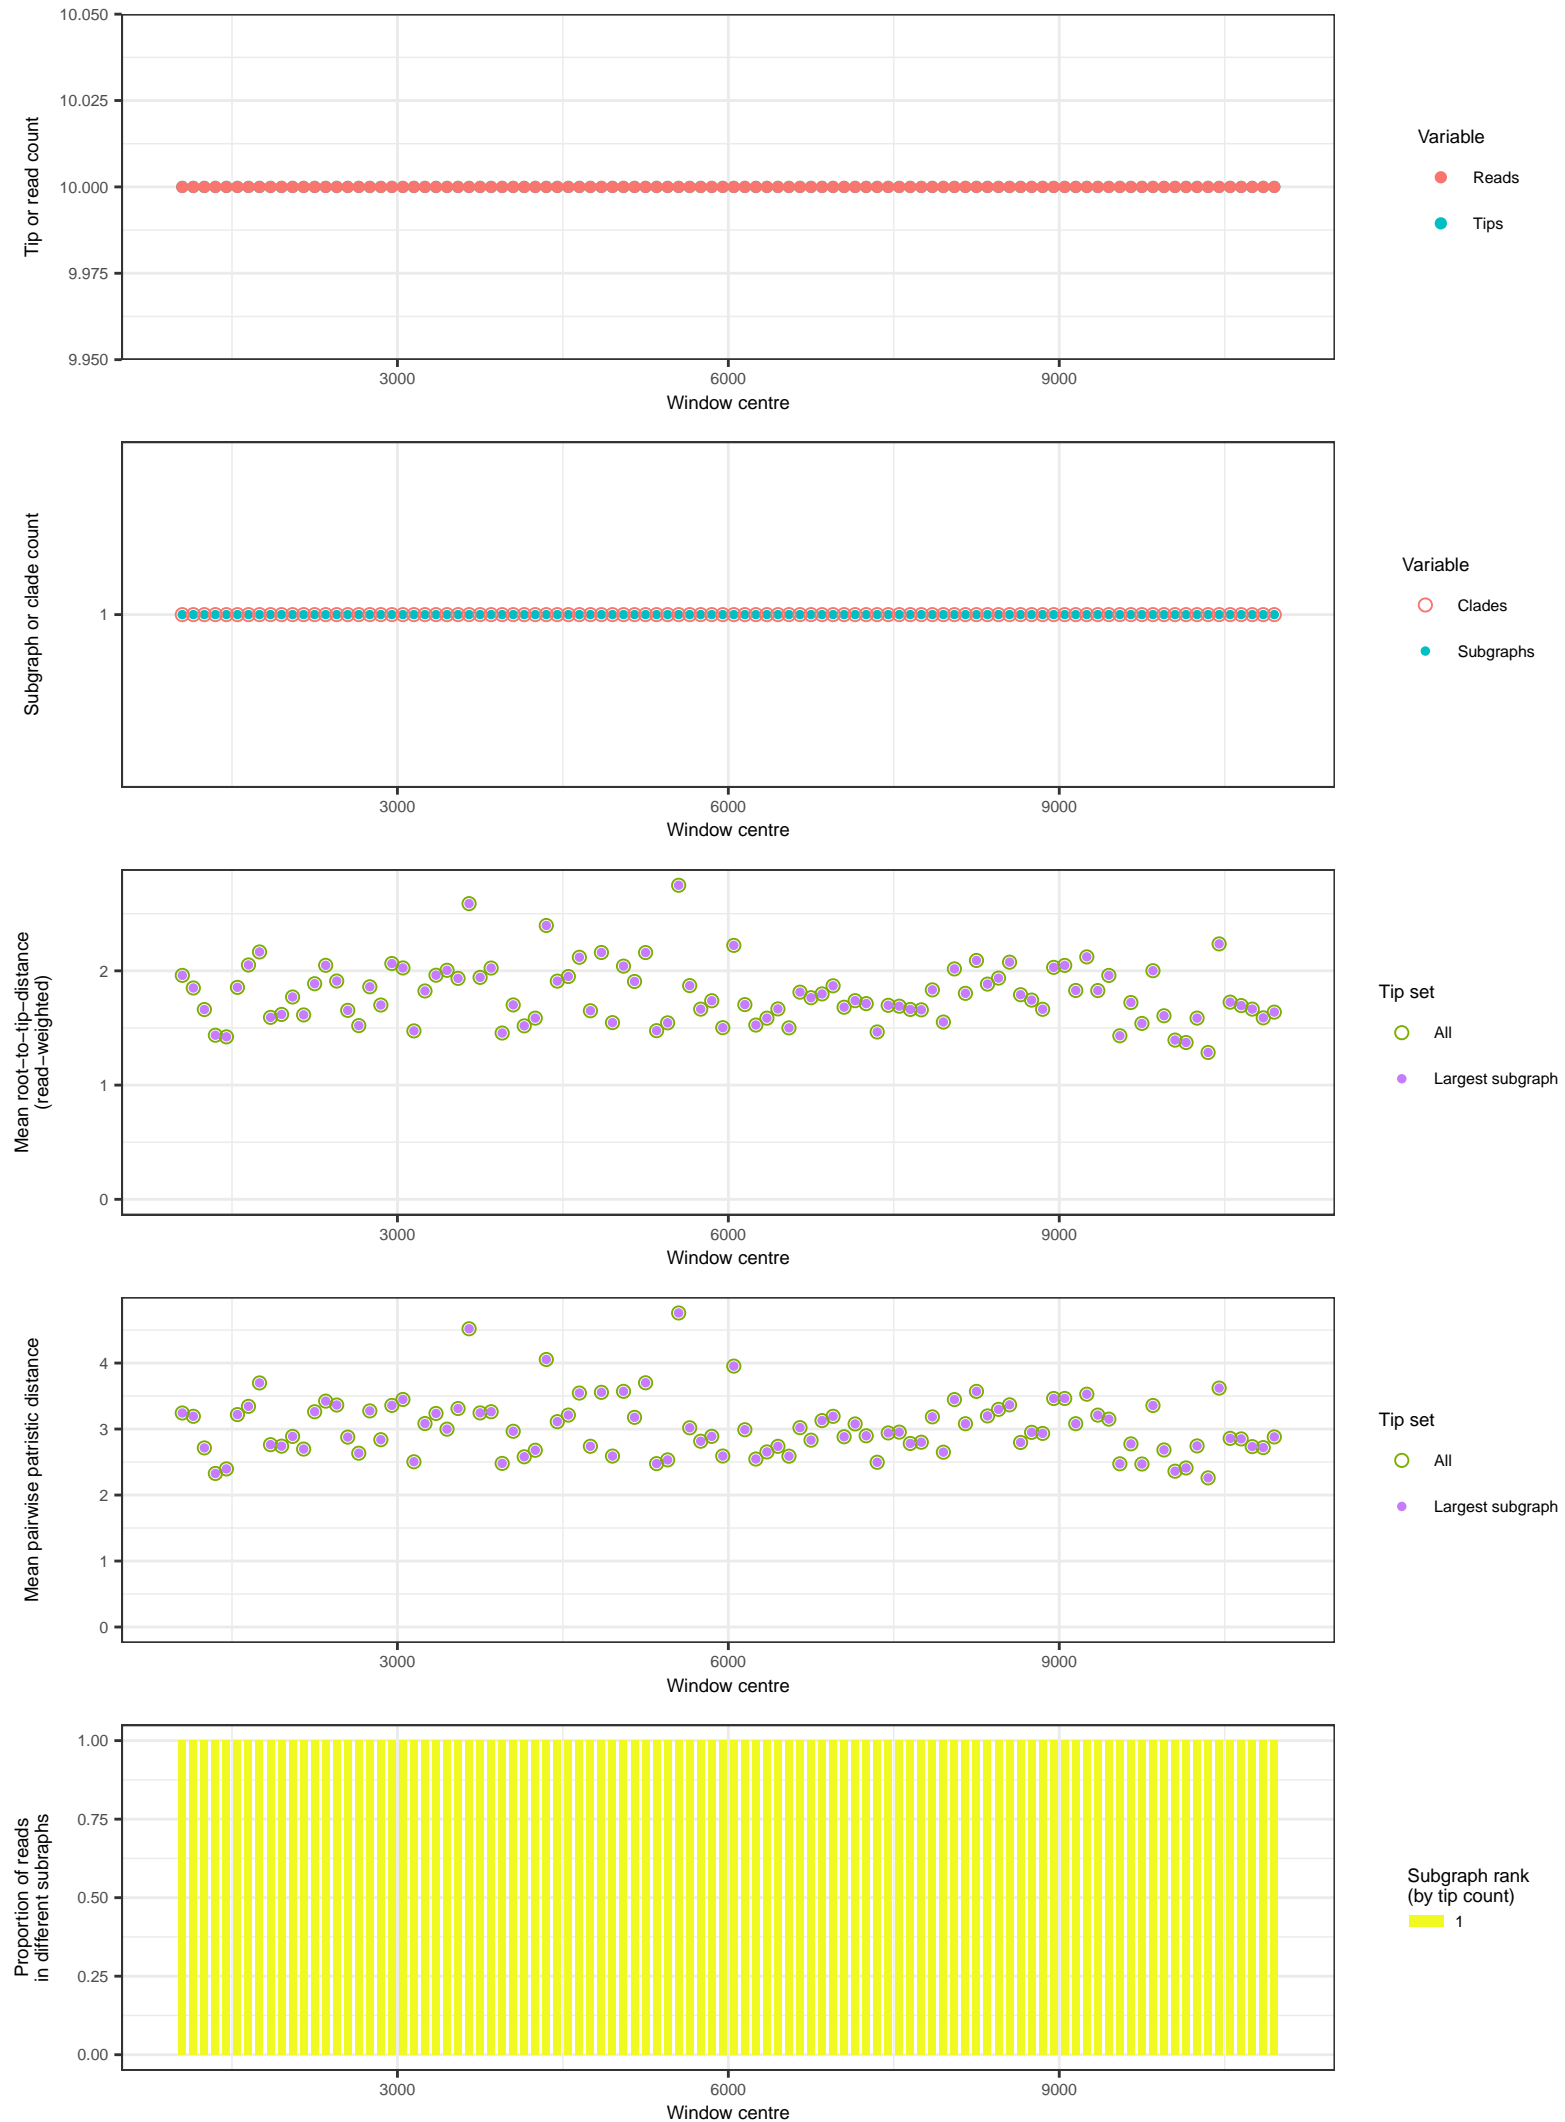 10.050
10.025
10.000
9.975
9.950
Tip or read count
3000
6000
9000
Window centre
Variable
Reads
Tips
1
Subgraph or clade count
3000
6000
9000
Window centre
Variable
Clades
Subgraphs
2
1
0
Mean root−to−tip−distance
(read−weighted)
3000
6000
9000
Window centre
Tip set
All
Largest subgraph
4
3
2
1
0
Mean pairwise patristic distance
3000
6000
9000
Window centre
Tip set
All
Largest subgraph
1.00
0.75
0.50
0.25
0.00
Proportion of reads
in different subraphs
3000
6000
9000
Window centre
Subgraph rank
(by tip count)
1